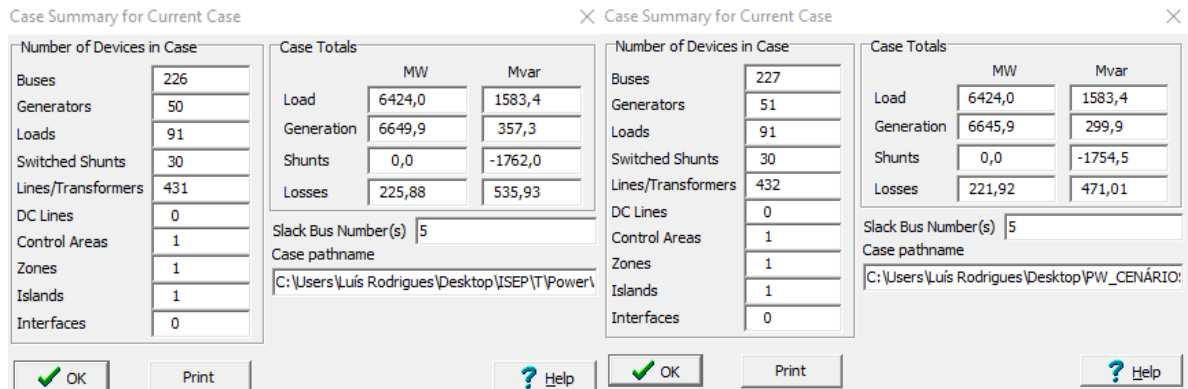 Case Summary for Current Case
Number of Devices in Case
Buses 226
Generators 50
Loads 91
Switched Shunts 30
Lines/Transformers 431
DC Lines 0
Control Areas 1
Zones 1
Islands 1
Interfaces 0
Case Totals
MW Mvar
Load 6424,0 1583,4
Generation 6649,9 357,3
Shunts 0,0 -1762,0
Losses 225,88 535,93
Slack Bus Number(s) 5
Case pathname
C:\Users\Luís Rodrigues\Desktop\ISEP\T\Power\
OK Print ? Help
Case Summary for Current Case
Number of Devices in Case
Buses 227
Generators 51
Loads 91
Switched Shunts 30
Lines/Transformers 432
DC Lines 0
Control Areas 1
Zones 1
Islands 1
Interfaces 0
Case Totals
MW Mvar
Load 6424,0 1583,4
Generation 6645,9 299,9
Shunts 0,0 -1754,5
Losses 221,92 471,01
Slack Bus Number(s) 5
Case pathname
C:\Users\Luís Rodrigues\Desktop\PW_CENÁRIOS
OK Print ? Help